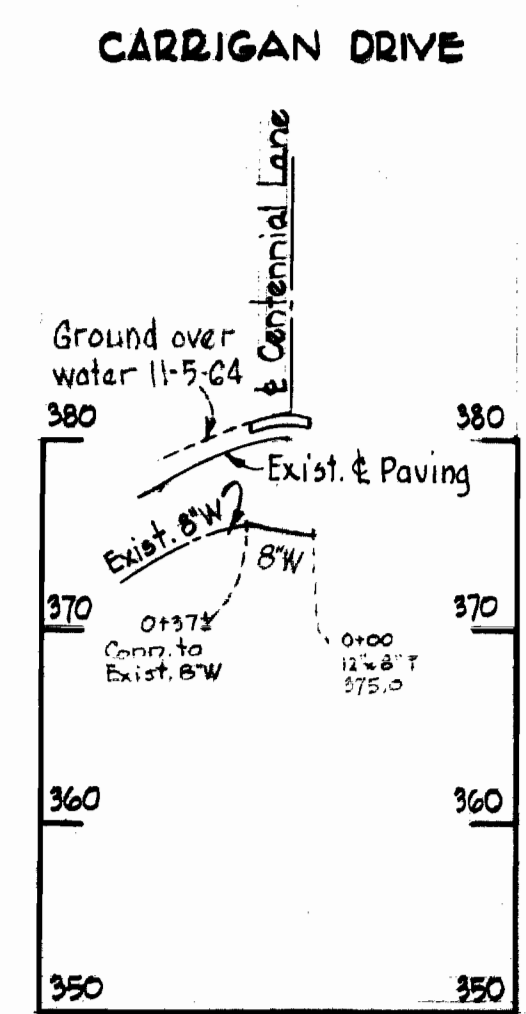 CARRIGAN DRIVE
℄ Centennial Lane
Ground over
water 11-5-64
380
380
Exist. ℄ Paving
Exist. 8"W
8"W
370
370
0+37±
Conn. to
Exist. 8"W
0+00
12"x8" T
375.0
360
360
350
350